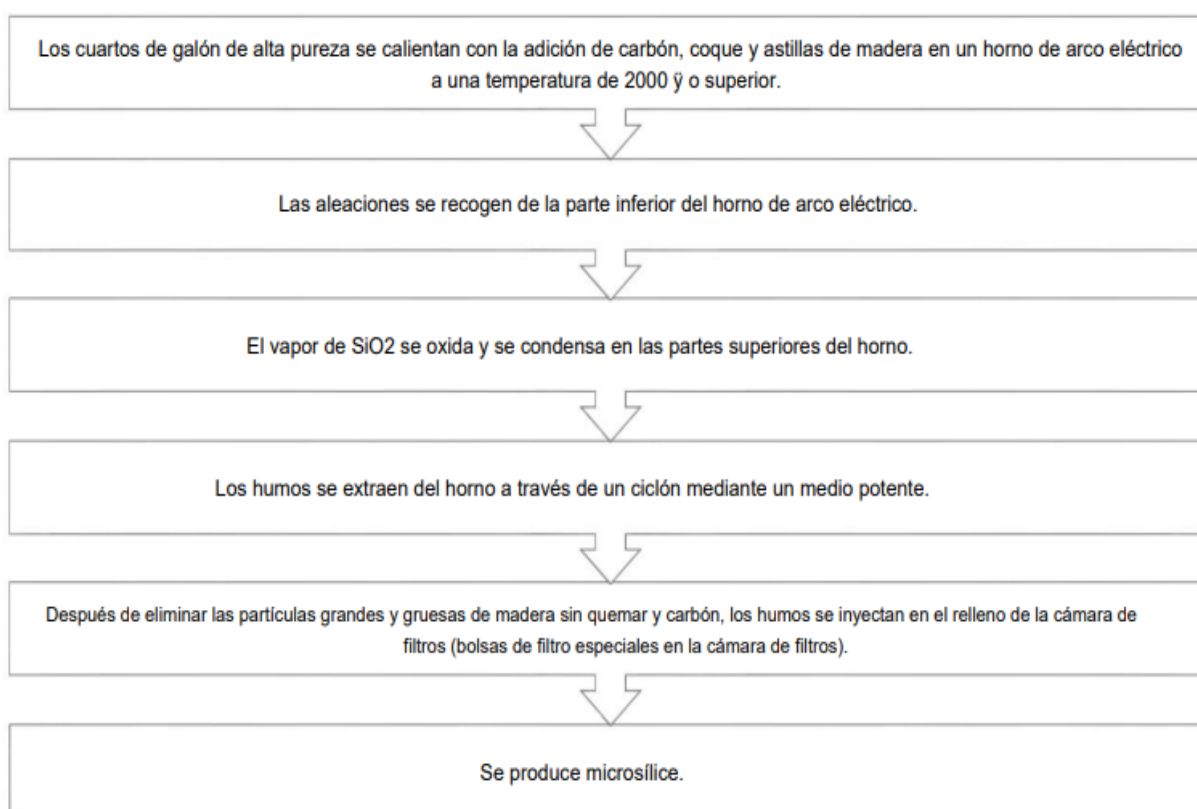 Los cuartos de galón de alta pureza se calientan con la adición de carbón, coque y astillas de madera en un horno de arco eléctrico
a una temperatura de 2000 ÿ o superior.
Las aleaciones se recogen de la parte inferior del horno de arco eléctrico.
El vapor de SiO2 se oxida y se condensa en las partes superiores del horno.
Los humos se extraen del horno a través de un ciclón mediante un medio potente.
Después de eliminar las partículas grandes y gruesas de madera sin quemar y carbón, los humos se inyectan en el relleno de la cámara de
filtros (bolsas de filtro especiales en la cámara de filtros).
Se produce microsílice.